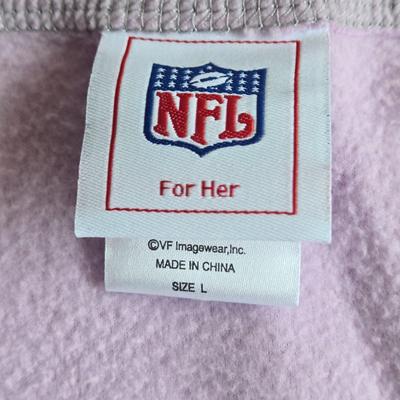 NFL
For Her
©VF Imagewear,Inc.
MADE IN CHINA
SIZE L